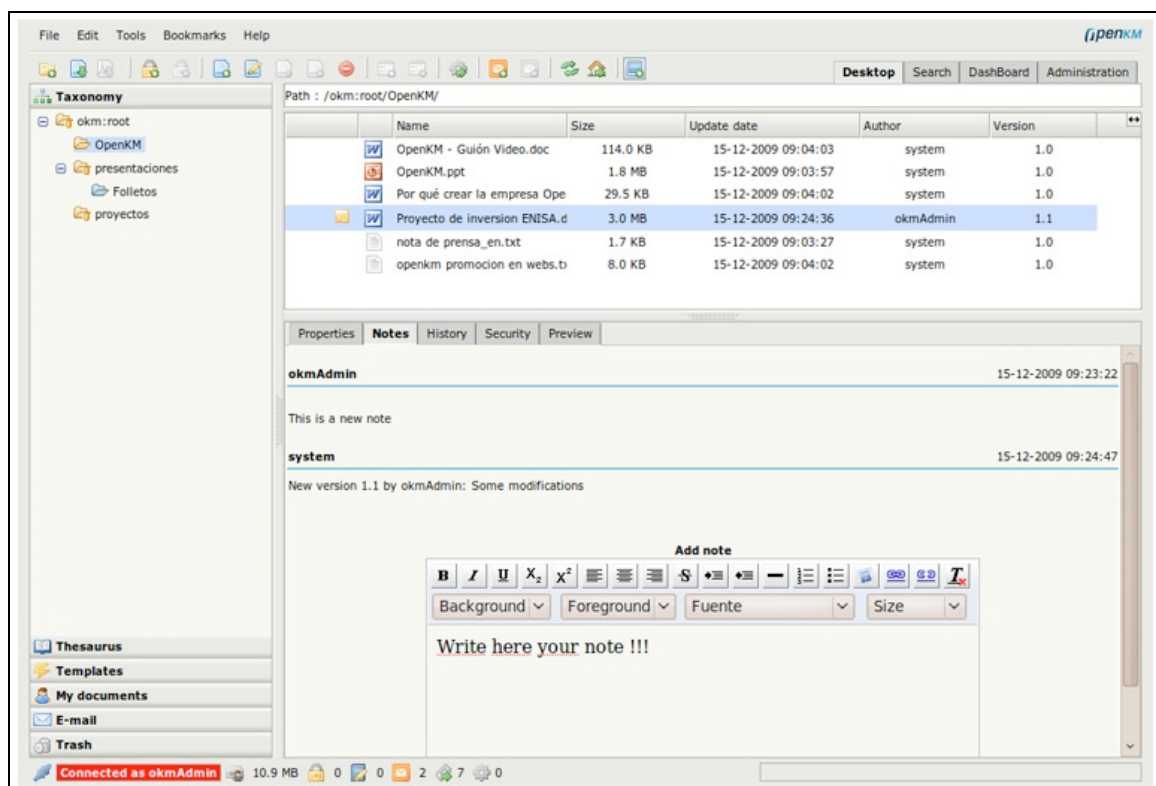 File Edit Tools Bookmarks Help
OpenKM
Desktop Search DashBoard Administration
Taxonomy
Path : /okm:root/OpenKM/
okm:root
OpenKM
presentaciones
Folletos
proyectos
Name Size Update date Author Version
OpenKM - Guión Video.doc 114.0 KB 15-12-2009 09:04:03 system 1.0
OpenKM.ppt 1.8 MB 15-12-2009 09:03:57 system 1.0
Por qué crear la empresa Ope 29.5 KB 15-12-2009 09:04:02 system 1.0
Proyecto de inversion ENISA.d 3.0 MB 15-12-2009 09:24:36 okmAdmin 1.1
nota de prensa_en.txt 1.7 KB 15-12-2009 09:03:27 system 1.0
openkm promocion en webs.t 8.0 KB 15-12-2009 09:04:02 system 1.0
Properties Notes History Security Preview
okmAdmin 15-12-2009 09:23:22
This is a new note
system 15-12-2009 09:24:47
New version 1.1 by okmAdmin: Some modifications
Add note
B I U X₂ X² S T
Background Foreground Fuente Size
Write here your note !!!
Thesaurus
Templates
My documents
E-mail
Trash
Connected as okmAdmin 10.9 MB 0 0 2 7 0